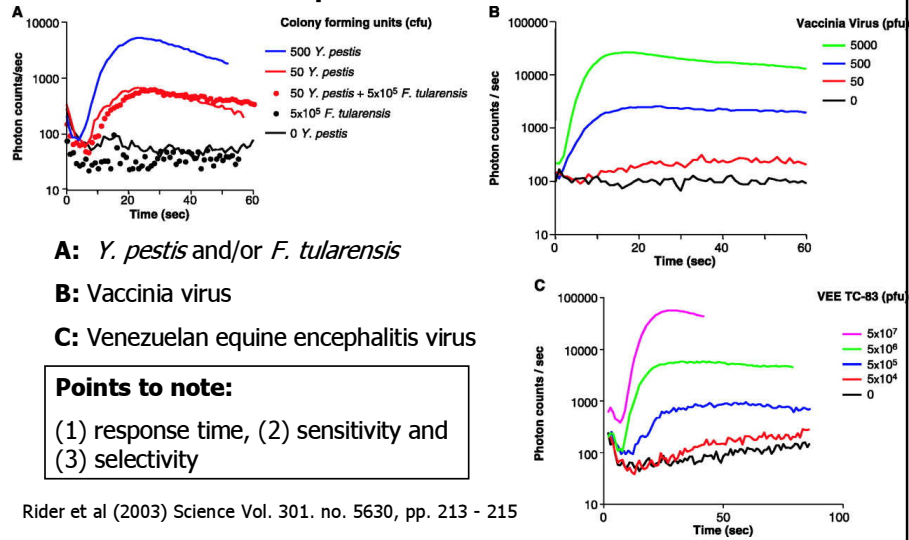 A
Colony forming units (cfu)
10000
1000
100
10
Photon counts/sec
0 20 40 60
Time (sec)
500 Y. pestis
50 Y. pestis
50 Y. pestis + 5x10⁵ F. tularensis
5x10⁵ F. tularensis
0 Y. pestis
B
Vaccinia Virus (pfu)
100000
10000
1000
100
10
Photon counts / sec
0 20 40 60
Time (sec)
5000
500
50
0
A: Y. pestis and/or F. tularensis
B: Vaccinia virus
C: Venezuelan equine encephalitis virus
Points to note:
(1) response time, (2) sensitivity and
(3) selectivity
Rider et al (2003) Science Vol. 301. no. 5630, pp. 213 - 215
C
VEE TC-83 (pfu)
100000
10000
1000
100
10
Photon counts / sec
0 50 100
Time (sec)
5x10⁷
5x10⁶
5x10⁵
5x10⁴
0